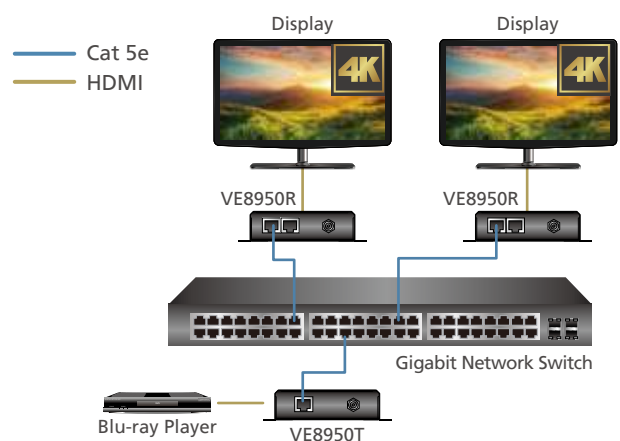 Display
Display
Cat 5e
HDMI
4K
4K
VE8950R
VE8950R
Gigabit Network Switch
Blu-ray Player
VE8950T